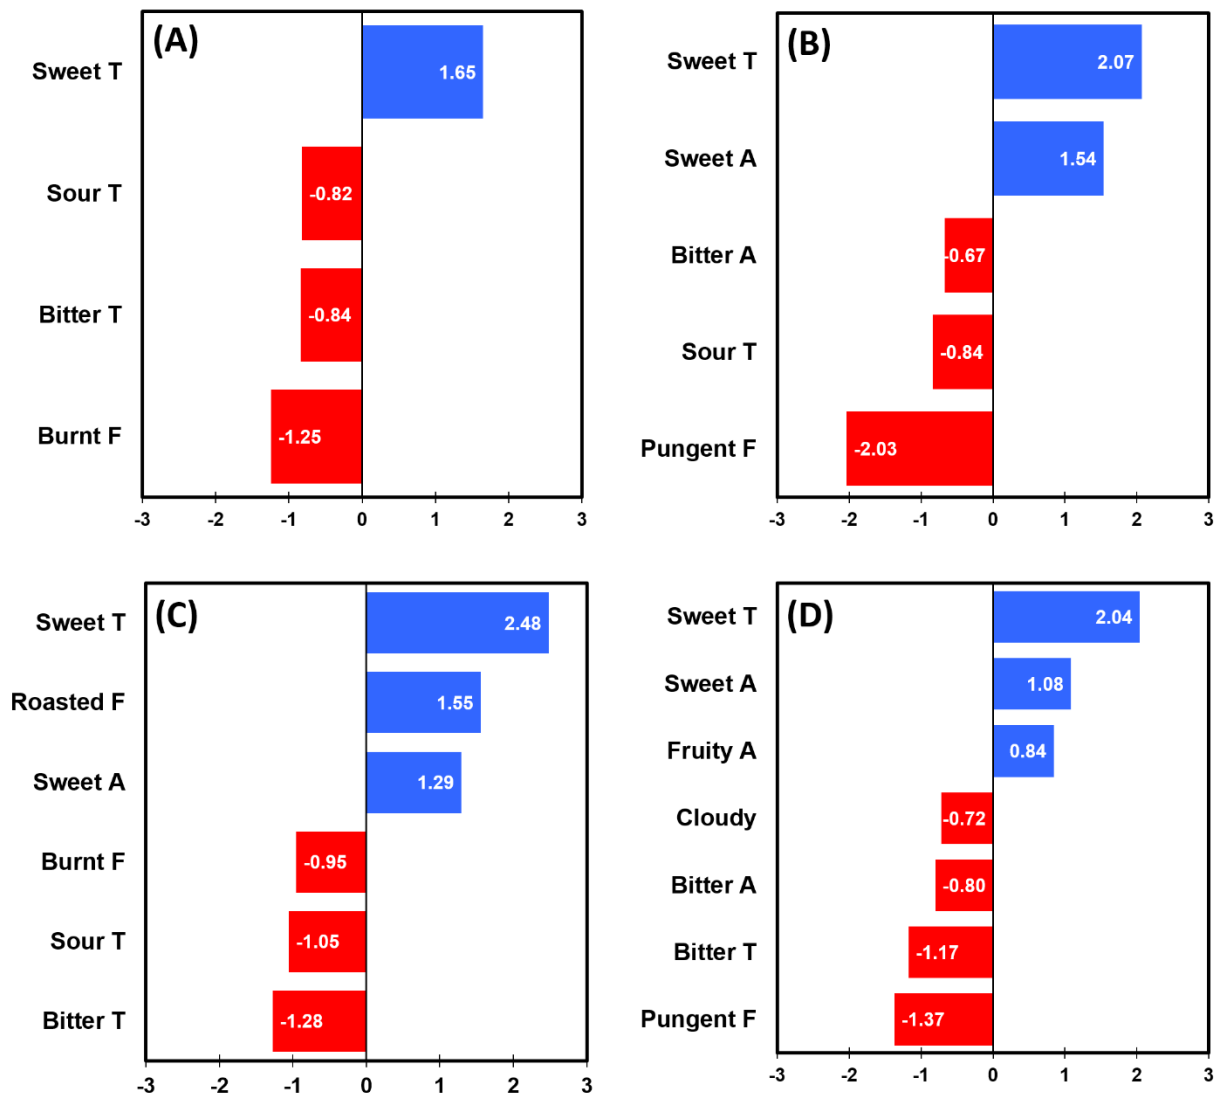 (A)
Sweet T
1.65
Sour T
-0.82
Bitter T
-0.84
Burnt F
-1.25
-3 -2 -1 0 1 2 3
(B)
Sweet T
2.07
Sweet A
1.54
Bitter A
-0.67
Sour T
-0.84
Pungent F
-2.03
-3 -2 -1 0 1 2 3
(C)
Sweet T
2.48
Roasted F
1.55
Sweet A
1.29
Burnt F
-0.95
Sour T
-1.05
Bitter T
-1.28
-3 -2 -1 0 1 2 3
(D)
Sweet T
2.04
Sweet A
1.08
Fruity A
0.84
Cloudy
-0.72
Bitter A
-0.80
Bitter T
-1.17
Pungent F
-1.37
-3 -2 -1 0 1 2 3